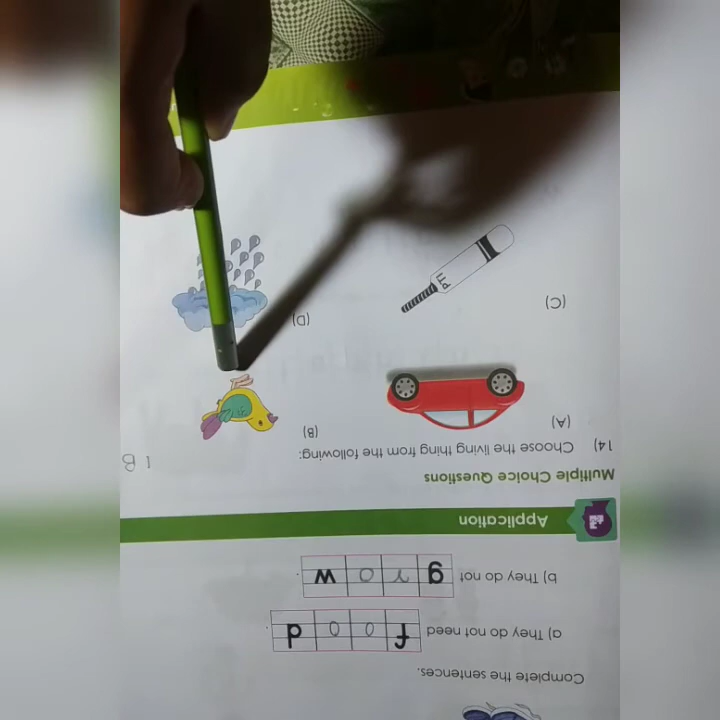 Complete the sentences.
a) They do not need f o o d .
b) They do not g r o w .
Application
Multiple Choice Questions
14) Choose the living thing from the following:
1 B
(A)
(B)
(C)
(D)